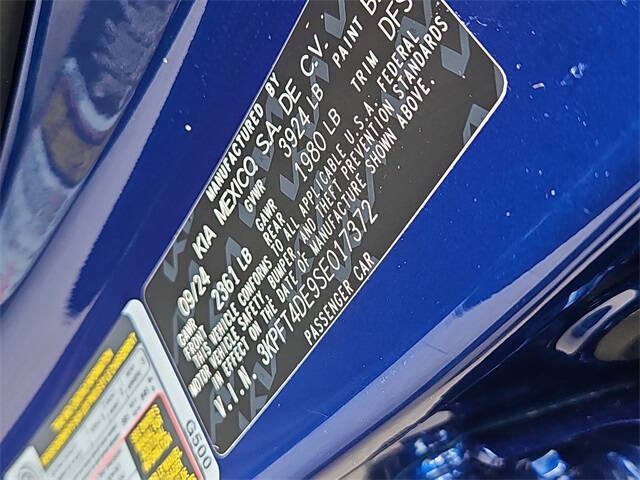 MANUFACTURED BY
KIA MEXICO, S.A. DE C.V.
09/24 GVWR 3924 LB PAINT
GAWR FRONT 2361 LB GAWR REAR 1980 LB TRIM DFS
THIS VEHICLE CONFORMS TO ALL APPLICABLE U.S.A. FEDERAL
MOTOR VEHICLE SAFETY, BUMPER, AND THEFT PREVENTION STANDARDS
IN EFFECT ON THE DATE OF MANUFACTURE SHOWN ABOVE.
V.I.N. 3KPFT4DE9SE017372
PASSENGER CAR
G500